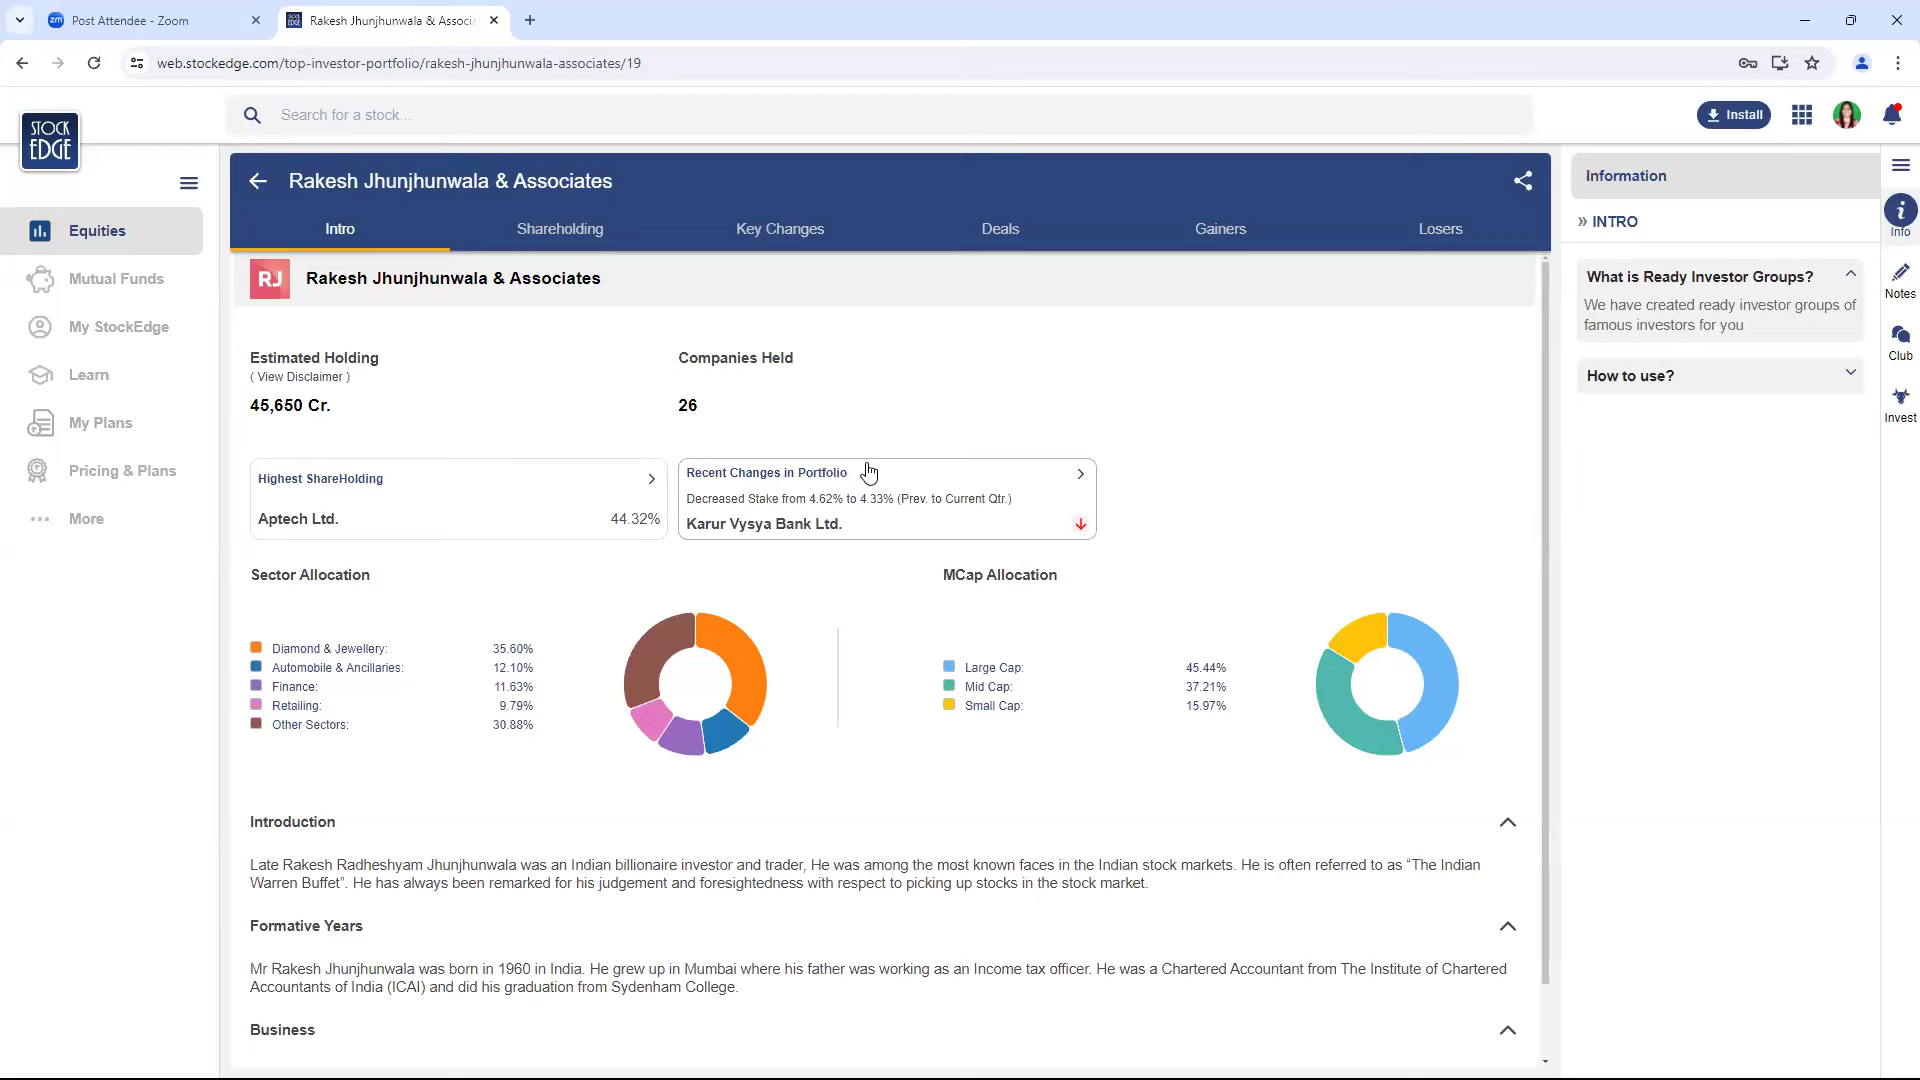 Post Attendee - Zoom
Rakesh Jhunjhunwala & Associa
web.stockedge.com/top-investor-portfolio/rakesh-jhunjhunwala-associates/19
STOCK
EDGE
Search for a stock...
Install
Equities
Mutual Funds
My StockEdge
Learn
My Plans
Pricing & Plans
More
Rakesh Jhunjhunwala & Associates
Intro
Shareholding
Key Changes
Deals
Gainers
Losers
RJ
Rakesh Jhunjhunwala & Associates
Estimated Holding
( View Disclaimer )
45,650 Cr.
Companies Held
26
Highest ShareHolding
Aptech Ltd. 44.32%
Recent Changes in Portfolio
Decreased Stake from 4.62% to 4.33% (Prev. to Current Qtr.)
Karur Vysya Bank Ltd.
Sector Allocation
Diamond & Jewellery: 35.60%
Automobile & Ancillaries: 12.10%
Finance: 11.63%
Retailing: 9.79%
Other Sectors: 30.88%
MCap Allocation
Large Cap: 45.44%
Mid Cap: 37.21%
Small Cap: 15.97%
Introduction
Late Rakesh Radheshyam Jhunjhunwala was an Indian billionaire investor and trader, He was among the most known faces in the Indian stock markets. He is often referred to as “The Indian
Warren Buffet”. He has always been remarked for his judgement and foresightedness with respect to picking up stocks in the stock market.
Formative Years
Mr Rakesh Jhunjhunwala was born in 1960 in India. He grew up in Mumbai where his father was working as an Income tax officer. He was a Chartered Accountant from The Institute of Chartered
Accountants of India (ICAI) and did his graduation from Sydenham College.
Business
Information
» INTRO
What is Ready Investor Groups?
We have created ready investor groups of
famous investors for you
How to use?
Info
Notes
Club
Invest